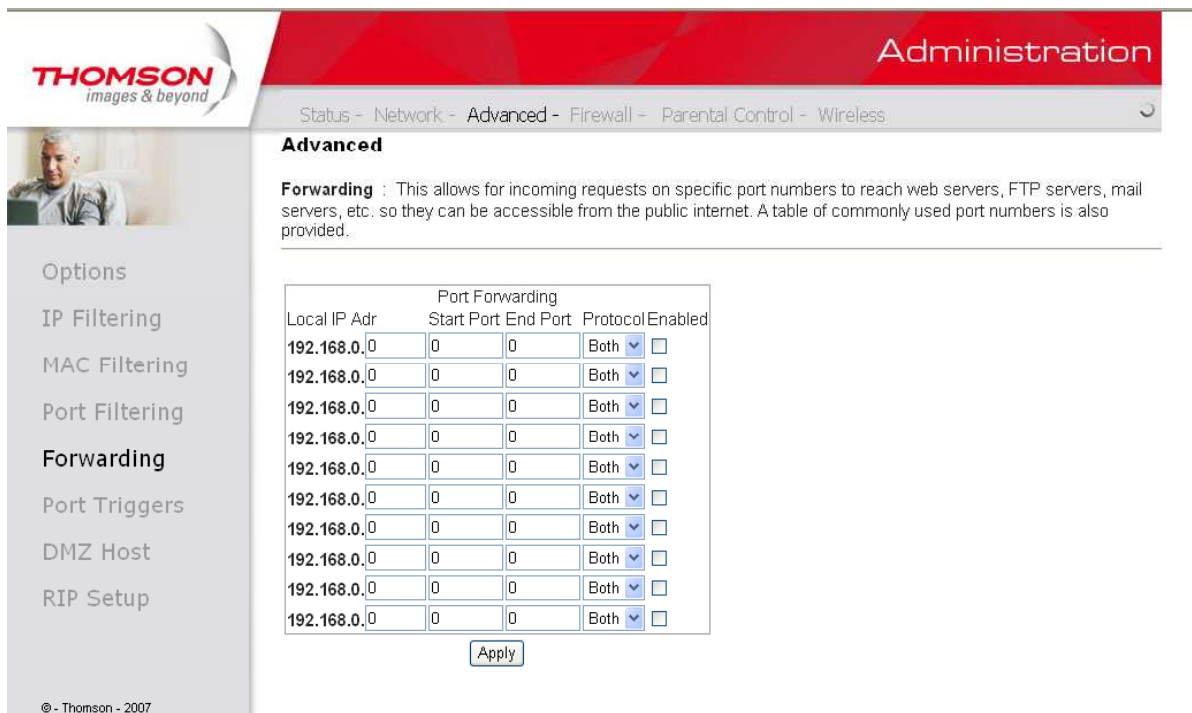 THOMSON
images & beyond
Administration
Status - Network - Advanced - Firewall - Parental Control - Wireless
Advanced
Forwarding : This allows for incoming requests on specific port numbers to reach web servers, FTP servers, mail
servers, etc. so they can be accessible from the public internet. A table of commonly used port numbers is also
provided.
Options
IP Filtering
MAC Filtering
Port Filtering
Forwarding
Port Triggers
DMZ Host
RIP Setup
Port Forwarding
Local IP Adr Start Port End Port Protocol Enabled
192.168.0. 0 0 0 Both
192.168.0. 0 0 0 Both
192.168.0. 0 0 0 Both
192.168.0. 0 0 0 Both
192.168.0. 0 0 0 Both
192.168.0. 0 0 0 Both
192.168.0. 0 0 0 Both
192.168.0. 0 0 0 Both
192.168.0. 0 0 0 Both
192.168.0. 0 0 0 Both
Apply
© - Thomson - 2007